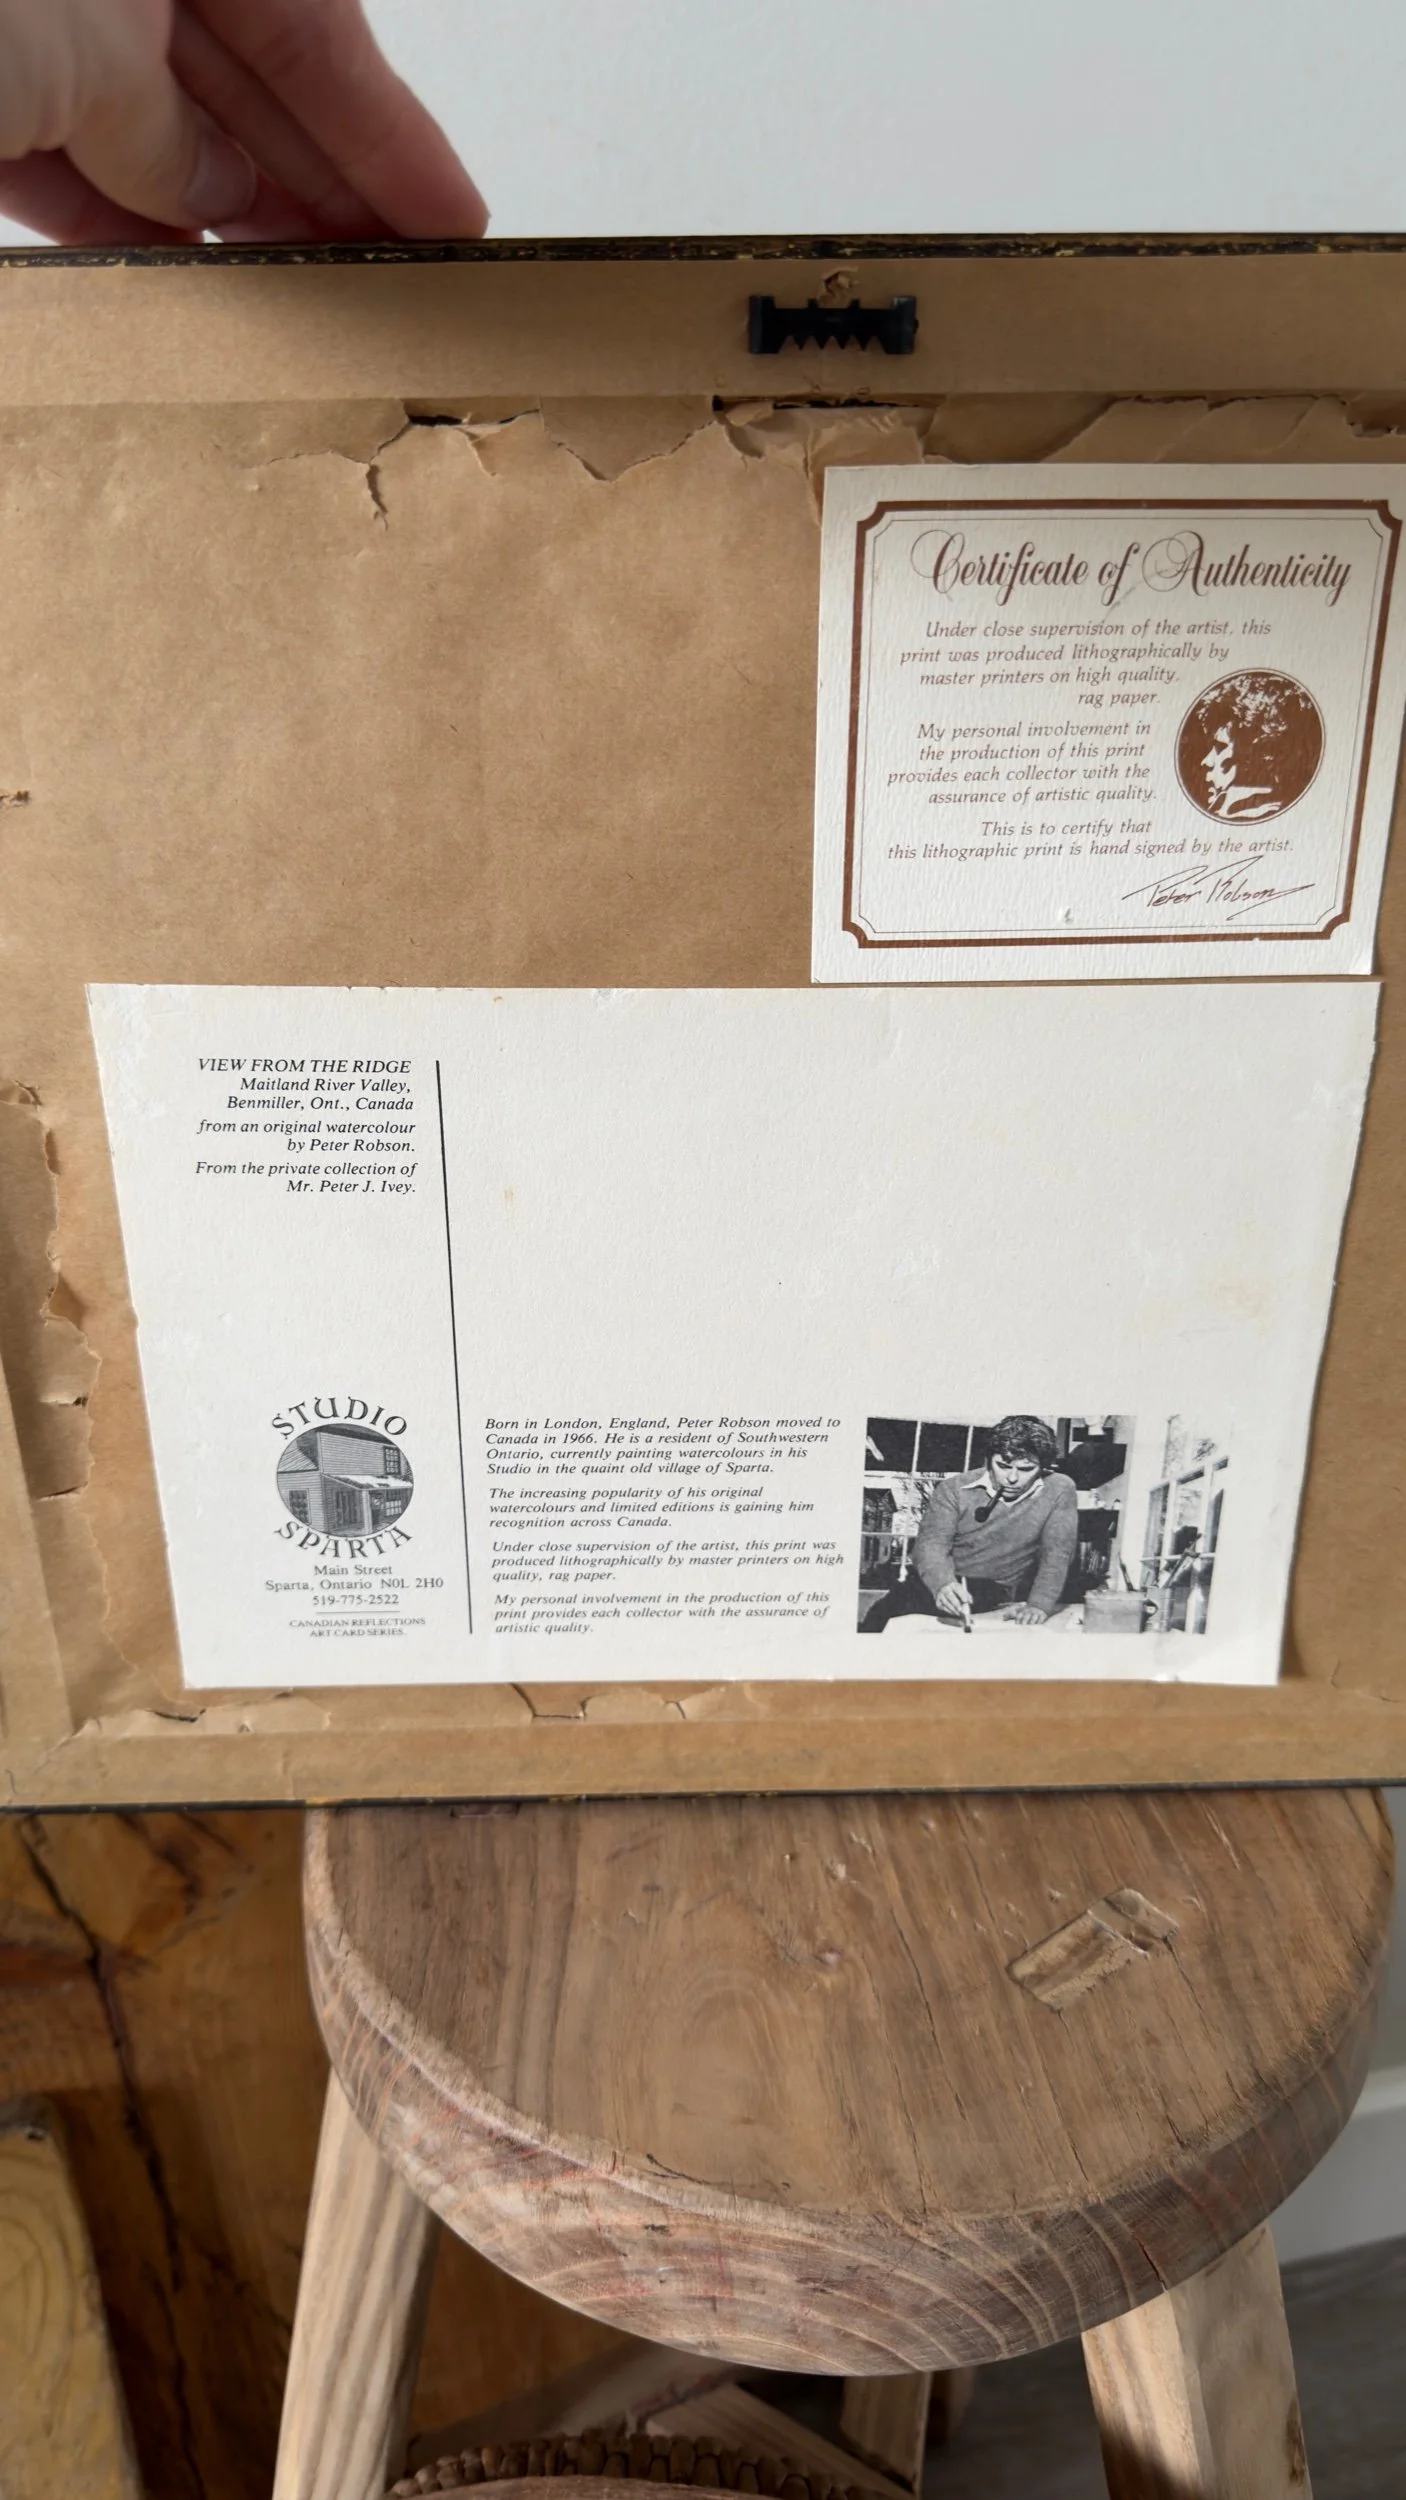 Certificate of Authenticity
Under close supervision of the artist, this
print was produced lithographically by
master printers on high quality,
rag paper.
My personal involvement in
the production of this print
provides each collector with the
assurance of artistic quality.
This is to certify that
this lithographic print is hand signed by the artist.
Peter Robson
VIEW FROM THE RIDGE
Maitland River Valley,
Benmiller, Ont., Canada
from an original watercolour
by Peter Robson.
From the private collection of
Mr. Peter J. Ivey.
STUDIO
SPARTA
Main Street
Sparta, Ontario N0L 2H0
519-775-2522
CANADIAN REFLECTIONS
ART CARD SERIES.
Born in London, England, Peter Robson moved to
Canada in 1966. He is a resident of Southwestern
Ontario, currently painting watercolours in his
Studio in the quaint old village of Sparta.
The increasing popularity of his original
watercolours and limited editions is gaining him
recognition across Canada.
Under close supervision of the artist, this print was
produced lithographically by master printers on high
quality, rag paper.
My personal involvement in the production of this
print provides each collector with the assurance of
artistic quality.